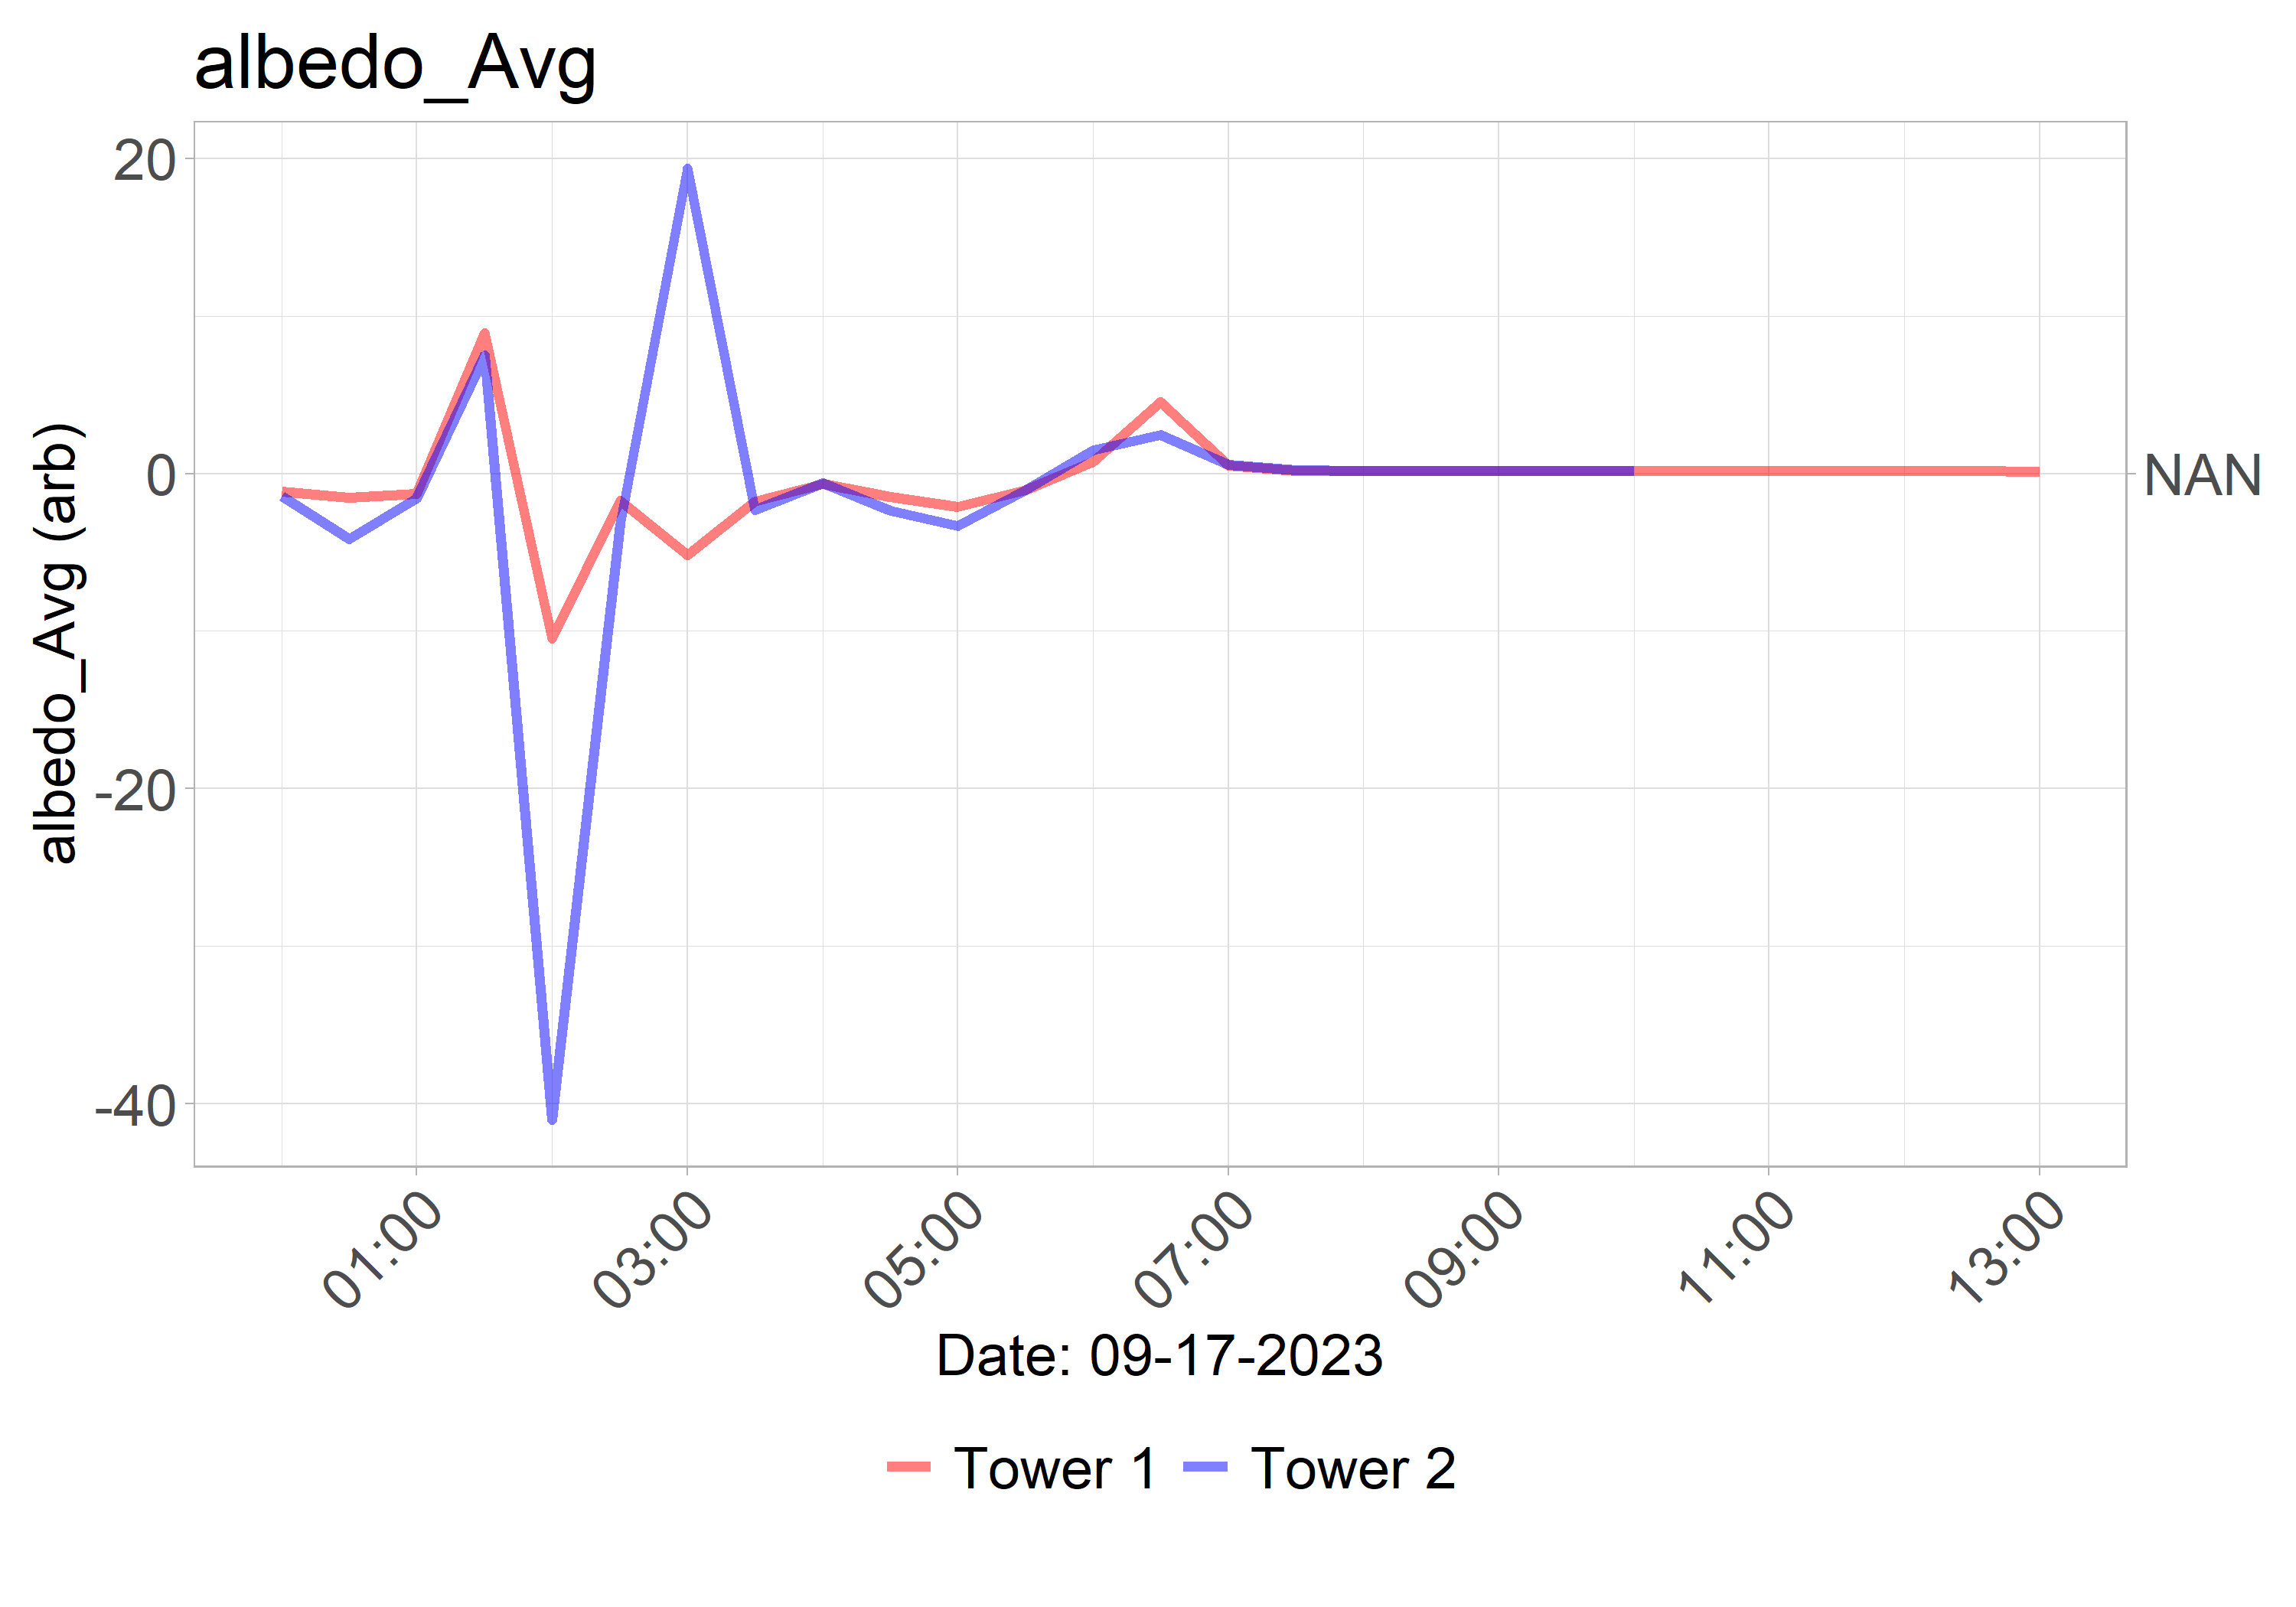 albedo_Avg
albedo_Avg (arb)
20
0
-20
-40
NAN
01:00 03:00 05:00 07:00 09:00 11:00 13:00
Date: 09-17-2023
Tower 1 Tower 2